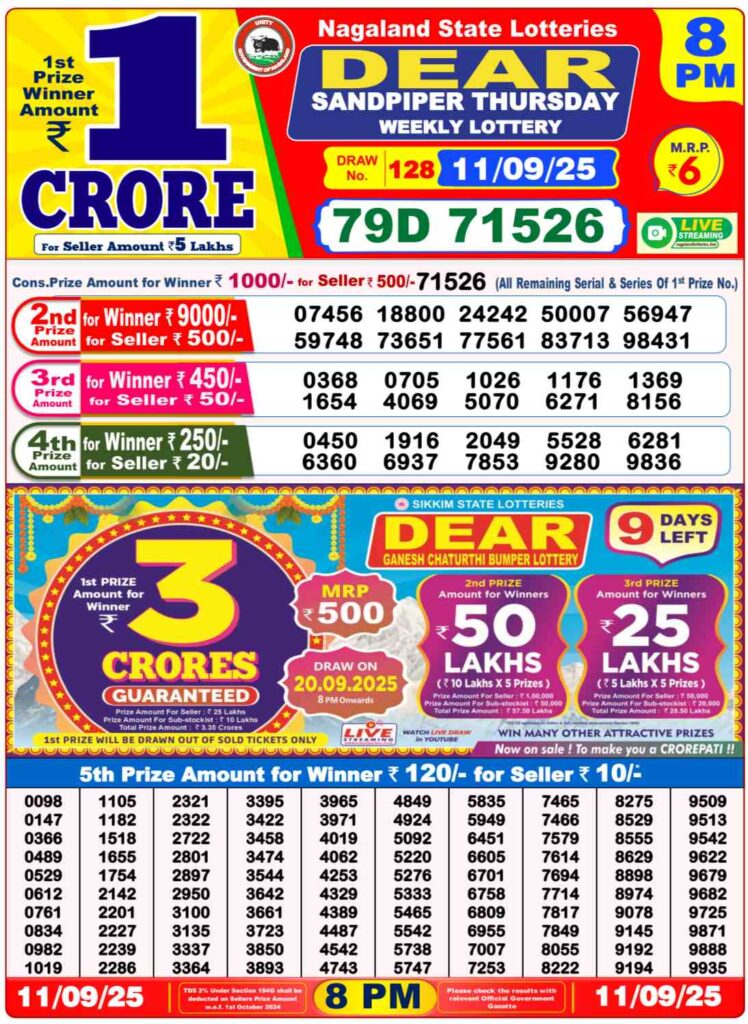 1st
Prize
Winner
Amount
₹
1
CRORE
For Seller Amount ₹5 Lakhs
UNITY
GOVERNMENT OF NAGALAND
Nagaland State Lotteries
DEAR
SANDPIPER THURSDAY
WEEKLY LOTTERY
8
PM
DRAW No. 128 11/09/25
M.R.P.
₹6
79D 71526
LIVE
STREAMING
nagalandlotteries.live
Cons.Prize Amount for Winner ₹ 1000/- for Seller ₹ 500/- 71526 (All Remaining Serial & Series Of 1st Prize No.)
2nd Prize Amount for Winner ₹ 9000/- for Seller ₹ 500/-
07456 18800 24242 50007 56947
59748 73651 77561 83713 98431
3rd Prize Amount for Winner ₹ 450/- for Seller ₹ 50/-
0368 0705 1026 1176 1369
1654 4069 5070 6271 8156
4th Prize Amount for Winner ₹ 250/- for Seller ₹ 20/-
0450 1916 2049 5528 6281
6360 6937 7853 9280 9836
SIKKIM STATE LOTTERIES
DEAR
GANESH CHATURTHI BUMPER LOTTERY
9 DAYS LEFT
1st PRIZE
Amount for
Winner
₹
3
CRORES
GUARANTEED
Prize Amount For Seller : ₹ 25 Lakhs
Prize Amount For Sub-stockist : ₹ 10 Lakhs
Total Prize Amount : ₹ 3.35 Crores
1st PRIZE WILL BE DRAWN OUT OF SOLD TICKETS ONLY
MRP
₹500
DRAW ON
20.09.2025
8 PM Onwards
LIVE
STREAMING
WATCH LIVE DRAW
in YOUTUBE
2nd PRIZE
Amount for Winners
₹50
LAKHS
(₹ 10 Lakhs X 5 Prizes)
Prize Amount For Seller : ₹ 1,00,000
Prize Amount For Sub-stockist : ₹ 50,000
Total Prize Amount : ₹ 57.50 Lakhs
3rd PRIZE
Amount for Winners
₹25
LAKHS
(₹ 5 Lakhs X 5 Prizes)
Prize Amount For Seller : ₹ 50,000
Prize Amount For Sub-stockist : ₹ 20,000
Total Prize Amount : ₹ 28.50 Lakhs
WIN MANY OTHER ATTRACTIVE PRIZES
Now on sale ! To make you a CROREPATI !!
5th Prize Amount for Winner ₹ 120/- for Seller ₹ 10/-
0098 1105 2321 3395 3965 4849 5835 7465 8275 9509
0147 1182 2322 3422 3971 4924 5949 7466 8529 9513
0366 1518 2722 3458 4019 5092 6451 7579 8555 9542
0489 1655 2801 3474 4062 5220 6605 7614 8629 9622
0529 1754 2897 3544 4253 5276 6701 7694 8898 9679
0612 2142 2950 3642 4329 5333 6758 7714 8974 9682
0761 2201 3100 3661 4389 5465 6809 7817 9078 9725
0834 2227 3135 3723 4487 5542 6955 7849 9145 9871
0982 2239 3337 3850 4542 5738 7007 8055 9192 9888
1019 2286 3364 3893 4743 5747 7253 8222 9194 9935
11/09/25
TDS 2% Under Section 194G shall be
deducted on Sellers Prize Amount
w.e.f. 1st October 2024
8 PM
Please check the results with
relevant Official Government
Gazette
11/09/25